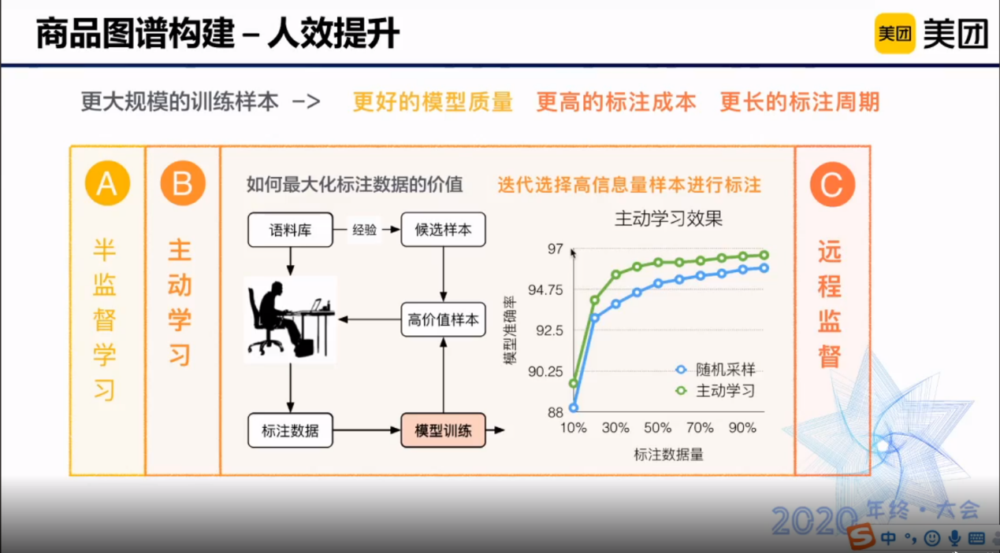 商品图谱构建 – 人效提升
美团 美团
更大规模的训练样本 -> 更好的模型质量 更高的标注成本 更长的标注周期
A
半监督学习
B
主动学习
如何最大化标注数据的价值
迭代选择高信息量样本进行标注
语料库
经验
候选样本
高价值样本
标注数据
模型训练
主动学习效果
模型准确率
97
94.75
92.5
90.25
88
随机采样
主动学习
10% 30% 50% 70% 90%
标注数据量
C
远程监督
2020 年终·大会
S 中